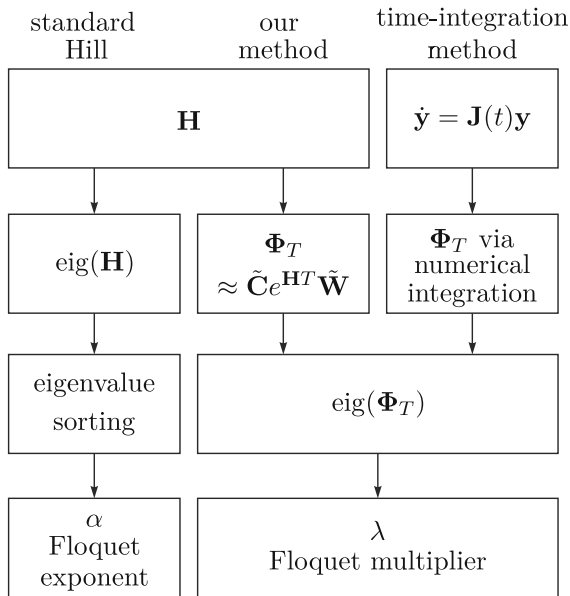 standard
Hill
our
method
time-integration
method
𝐇
𝐲̇ = 𝐉(t)𝐲
eig(𝐇)
𝚽_T
≈ 𝐂̃e^{𝐇T}𝐖̃
𝚽_T via
numerical
integration
eigenvalue
sorting
eig(𝚽_T)
α
Floquet
exponent
λ
Floquet multiplier